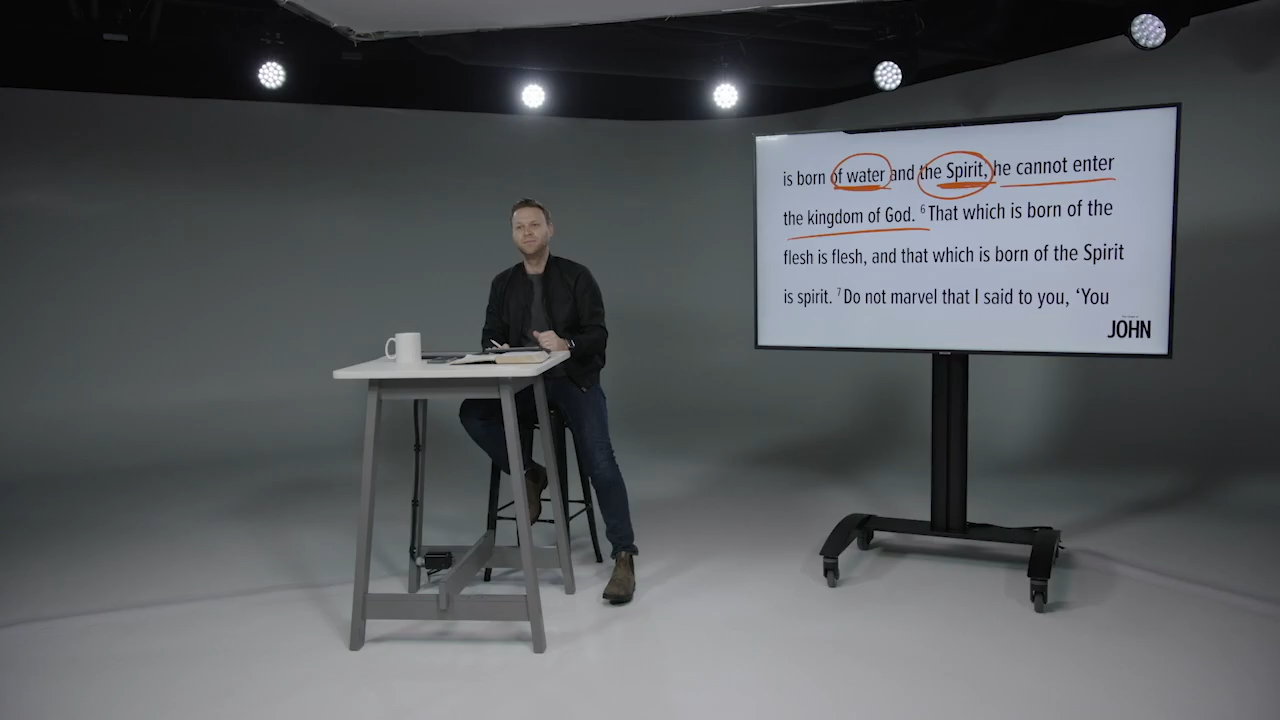 is born of water and the Spirit, he cannot enter
the kingdom of God. 6 That which is born of the
flesh is flesh, and that which is born of the Spirit
is spirit. 7 Do not marvel that I said to you, ‘You
JOHN